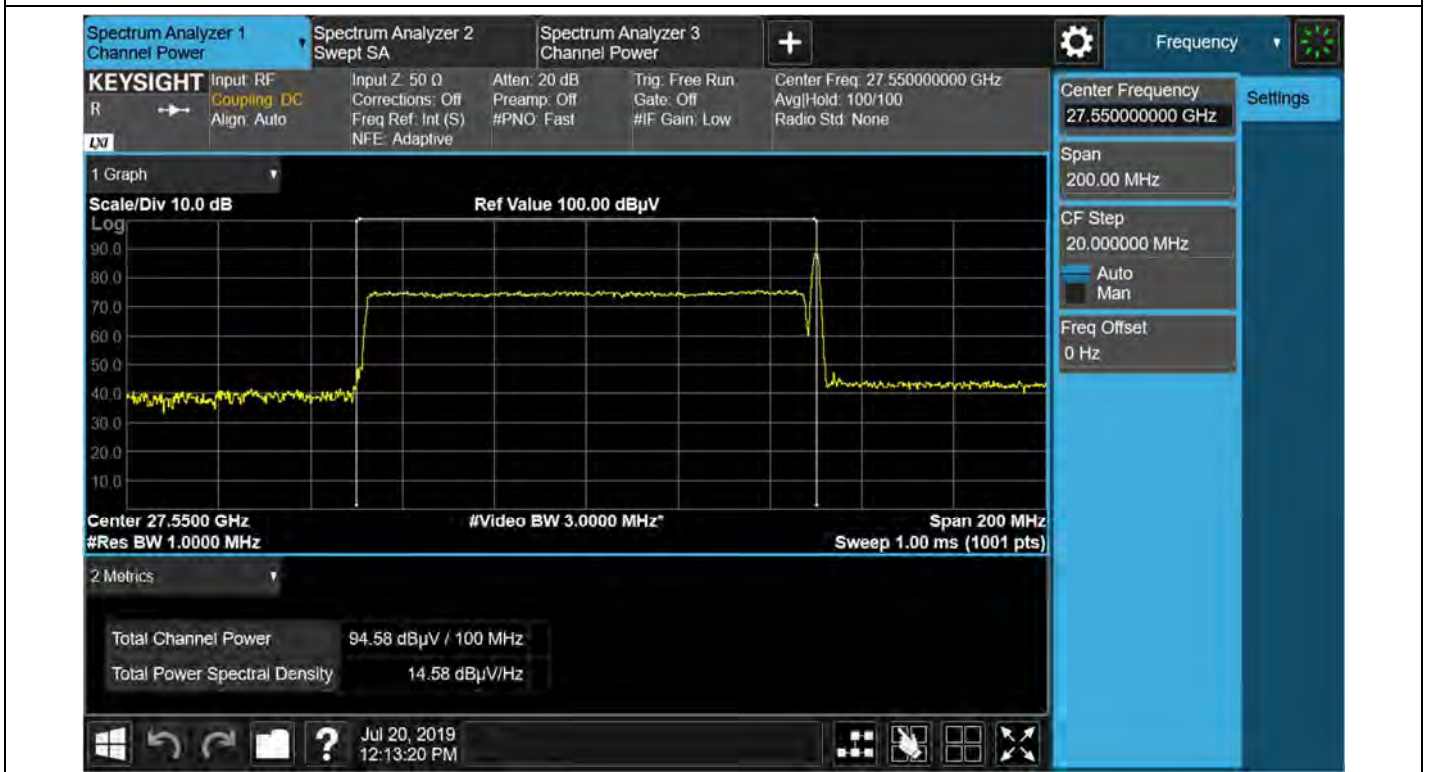 Spectrum Analyzer 1
Channel Power
Spectrum Analyzer 2
Swept SA
Spectrum Analyzer 3
Channel Power
Frequency
KEYSIGHT
R
LXI
Input: RF
Coupling: DC
Align: Auto
Input Z: 50 Ω
Corrections: Off
Freq Ref: Int (S)
NFE: Adaptive
Atten: 20 dB
Preamp: Off
#PNO: Fast
Trig: Free Run
Gate: Off
#IF Gain: Low
Center Freq: 27.550000000 GHz
Avg|Hold: 100/100
Radio Std: None
Center Frequency
27.550000000 GHz
Settings
Span
200.00 MHz
CF Step
20.000000 MHz
Auto
Man
Freq Offset
0 Hz
1 Graph
Scale/Div 10.0 dB
Ref Value 100.00 dBµV
Log
90.0
80.0
70.0
60.0
50.0
40.0
30.0
20.0
10.0
Center 27.5500 GHz
#Video BW 3.0000 MHz*
Span 200 MHz
#Res BW 1.0000 MHz
Sweep 1.00 ms (1001 pts)
2 Metrics
Total Channel Power 94.58 dBµV / 100 MHz
Total Power Spectral Density 14.58 dBµV/Hz
?
Jul 20, 2019
12:13:20 PM